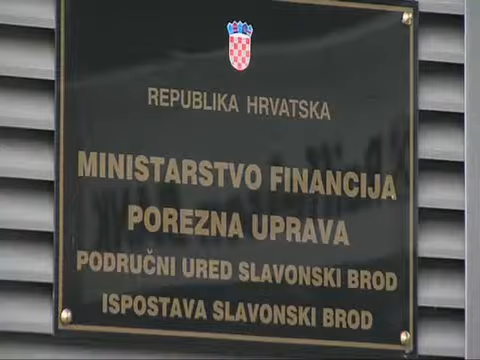 REPUBLIKA HRVATSKA
MINISTARSTVO FINANCIJA
POREZNA UPRAVA
PODRUČNI URED SLAVONSKI BROD
ISPOSTAVA SLAVONSKI BROD